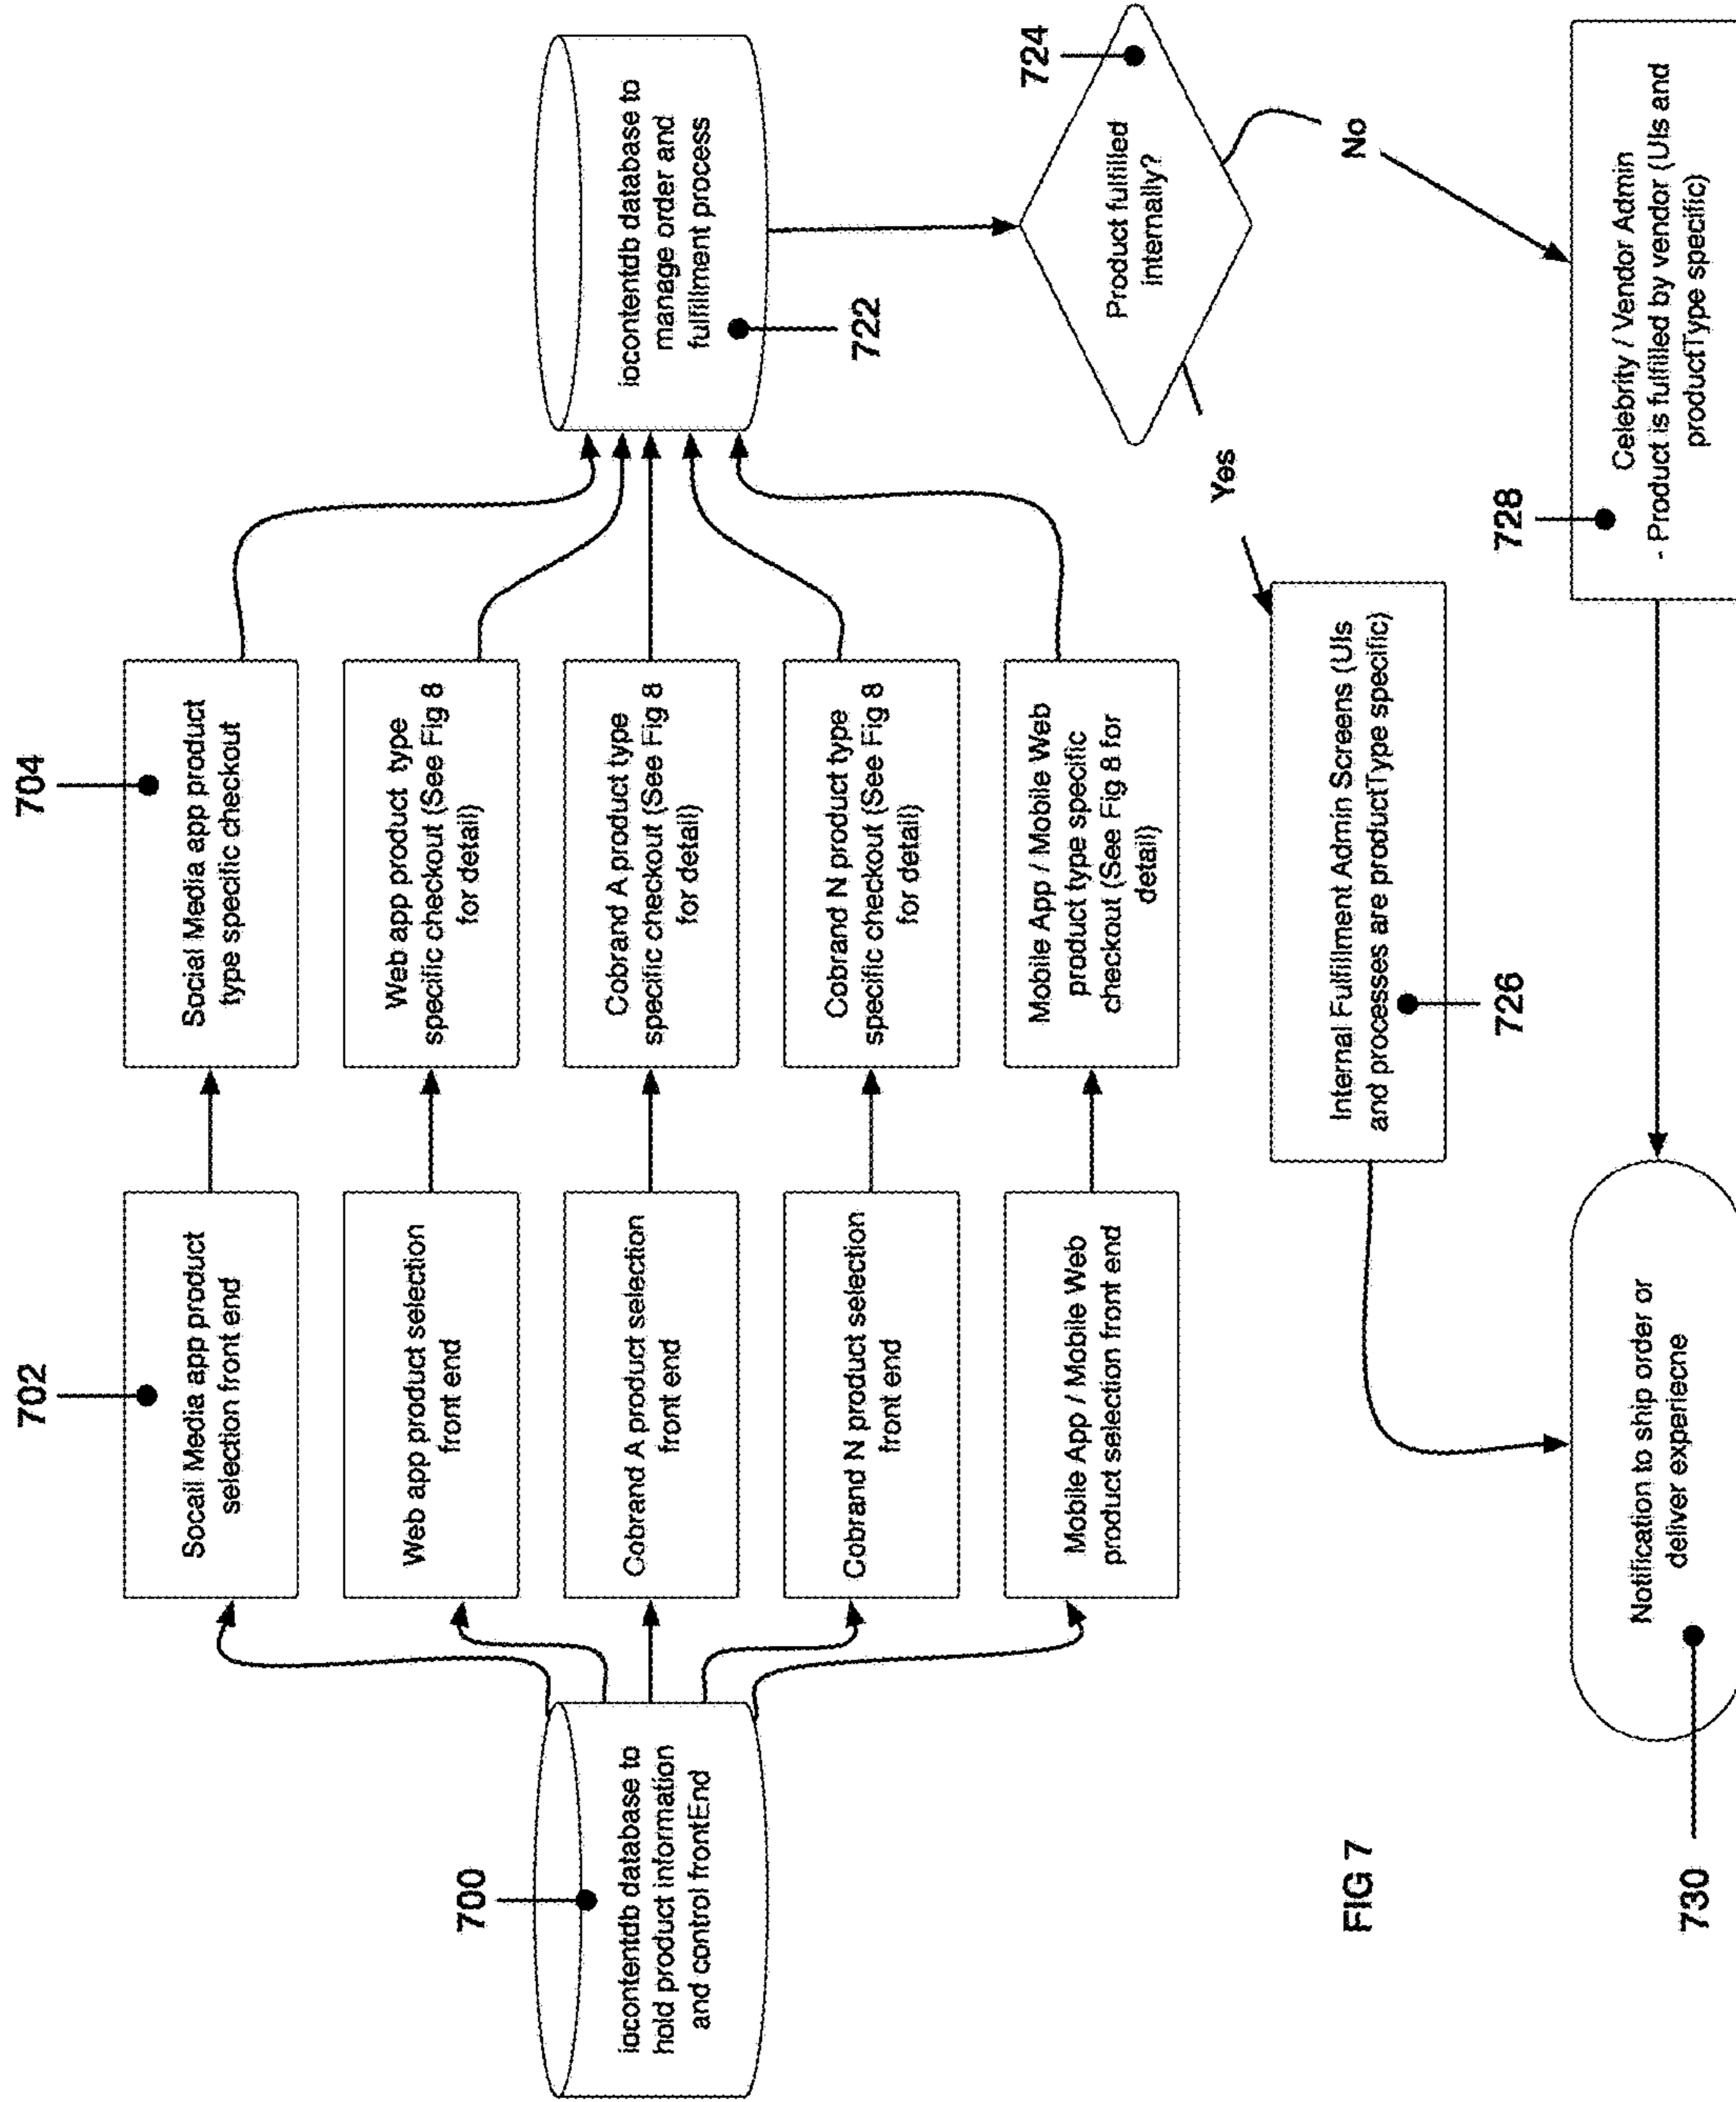 702
704
Socail Media app product
selection front end
Social Media app product
type specific checkout
Web app product selection
front end
Web app product type
specific checkout (See Fig 8
for detail)
700
iocontentdb database to
hold product information
and control frontEnd
Cobrand A product selection
front end
Cobrand A product type
specific checkout (See Fig 8
for detail)
iocontentdb database to
manage order and
fulfillment process
722
Cobrand N product selection
front end
Cobrand N product type
specific checkout (See Fig 8
for detail)
Mobile App / Mobile Web
product selection front end
Mobile App / Mobile Web
product type specific
checkout (See Fig 8 for
detail)
724
Product fulfilled
internally?
Yes
No
Internal Fulfillment Admin Screens (UIs
and processes are productType specific)
726
FIG 7
728
Celebrity / Vendor Admin
- Product is fulfilled by vendor (UIs and
productType specific)
Notification to ship order or
deliver experiecne
730